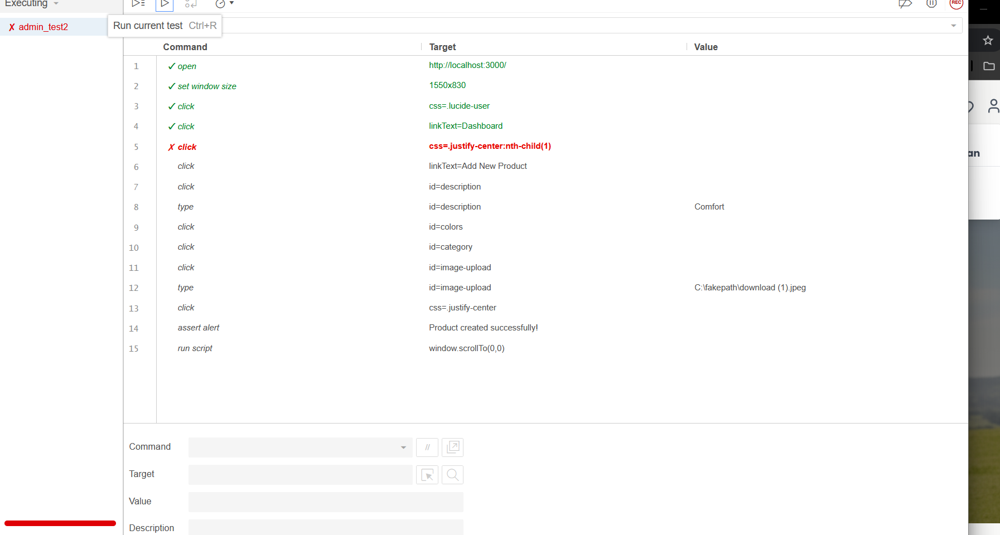 Executing
REC
✗ admin_test2
Run current test Ctrl+R
Command Target Value
1 ✓ open http://localhost:3000/
2 ✓ set window size 1550x830
3 ✓ click css=.lucide-user
4 ✓ click linkText=Dashboard
5 ✗ click css=.justify-center:nth-child(1)
6 click linkText=Add New Product
7 click id=description
8 type id=description Comfort
9 click id=colors
10 click id=category
11 click id=image-upload
12 type id=image-upload C:\fakepath\download (1).jpeg
13 click css=.justify-center
14 assert alert Product created successfully!
15 run script window.scrollTo(0,0)
an
Command //
Target
Value
Description